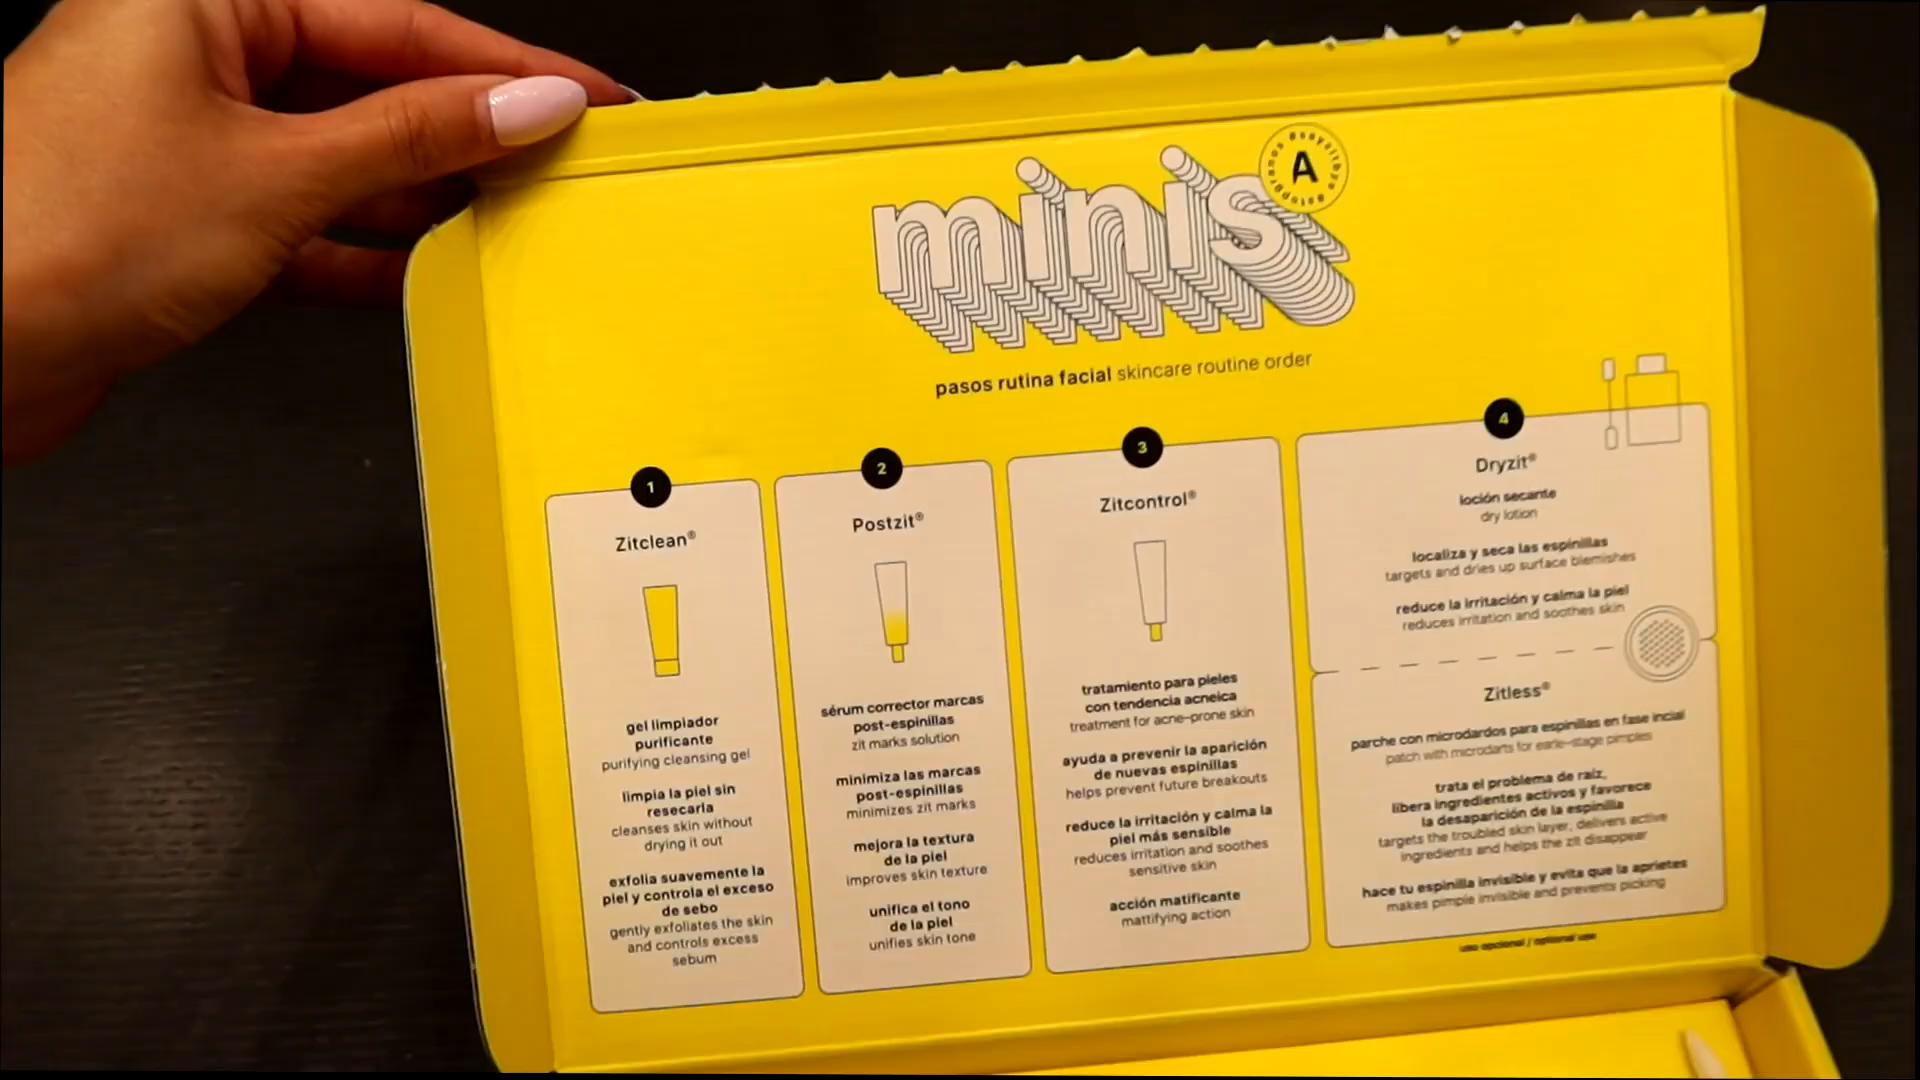 minis
A
pasos rutina facial skincare routine order
1
Zitclean®
gel limpiador
purificante
purifying cleansing gel
limpia la piel sin
resecarla
cleanses skin without
drying it out
exfolia suavemente la
piel y controla el exceso
de sebo
gently exfoliates the skin
and controls excess
sebum
2
Postzit®
sérum corrector marcas
post-espinillas
zit marks solution
minimiza las marcas
post-espinillas
minimizes zit marks
mejora la textura
de la piel
improves skin texture
unifica el tono
de la piel
unifies skin tone
3
Zitcontrol®
tratamiento para pieles
con tendencia acneica
treatment for acne-prone skin
ayuda a prevenir la aparición
de nuevas espinillas
helps prevent future breakouts
reduce la irritación y calma la
piel más sensible
reduces irritation and soothes
sensitive skin
acción matificante
mattifying action
4
Dryzit®
loción secante
dry lotion
localiza y seca las espinillas
targets and dries up surface blemishes
reduce la irritación y calma la piel
reduces irritation and soothes skin
Zitless®
parche con microdardos para espinillas en fase incial
patch with microdarts for early-stage pimples
trata el problema de raíz,
libera ingredientes activos y favorece
la desaparición de la espinilla
targets the troubled skin layer, delivers active
ingredients and helps the zit disappear
hace tu espinilla invisible y evita que la aprietes
makes pimple invisible and prevents picking
uso opcional / optional use